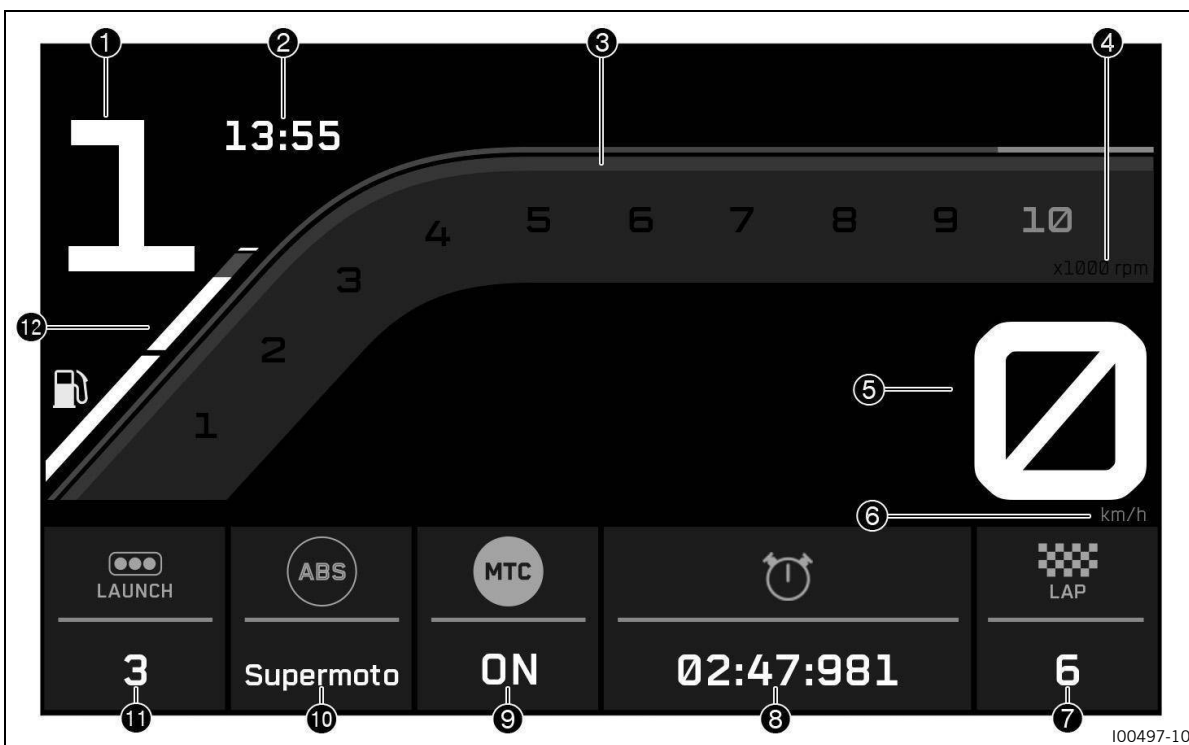 1 2 3 4
1
13:55
4 5 6 7 8 9 10
x1000 rpm
3
12
2
5
0
1
6
km/h
LAUNCH
ABS
MTC
LAP
3
Supermoto
ON
02:47:981
6
11 10 9 8 7
I00497-10